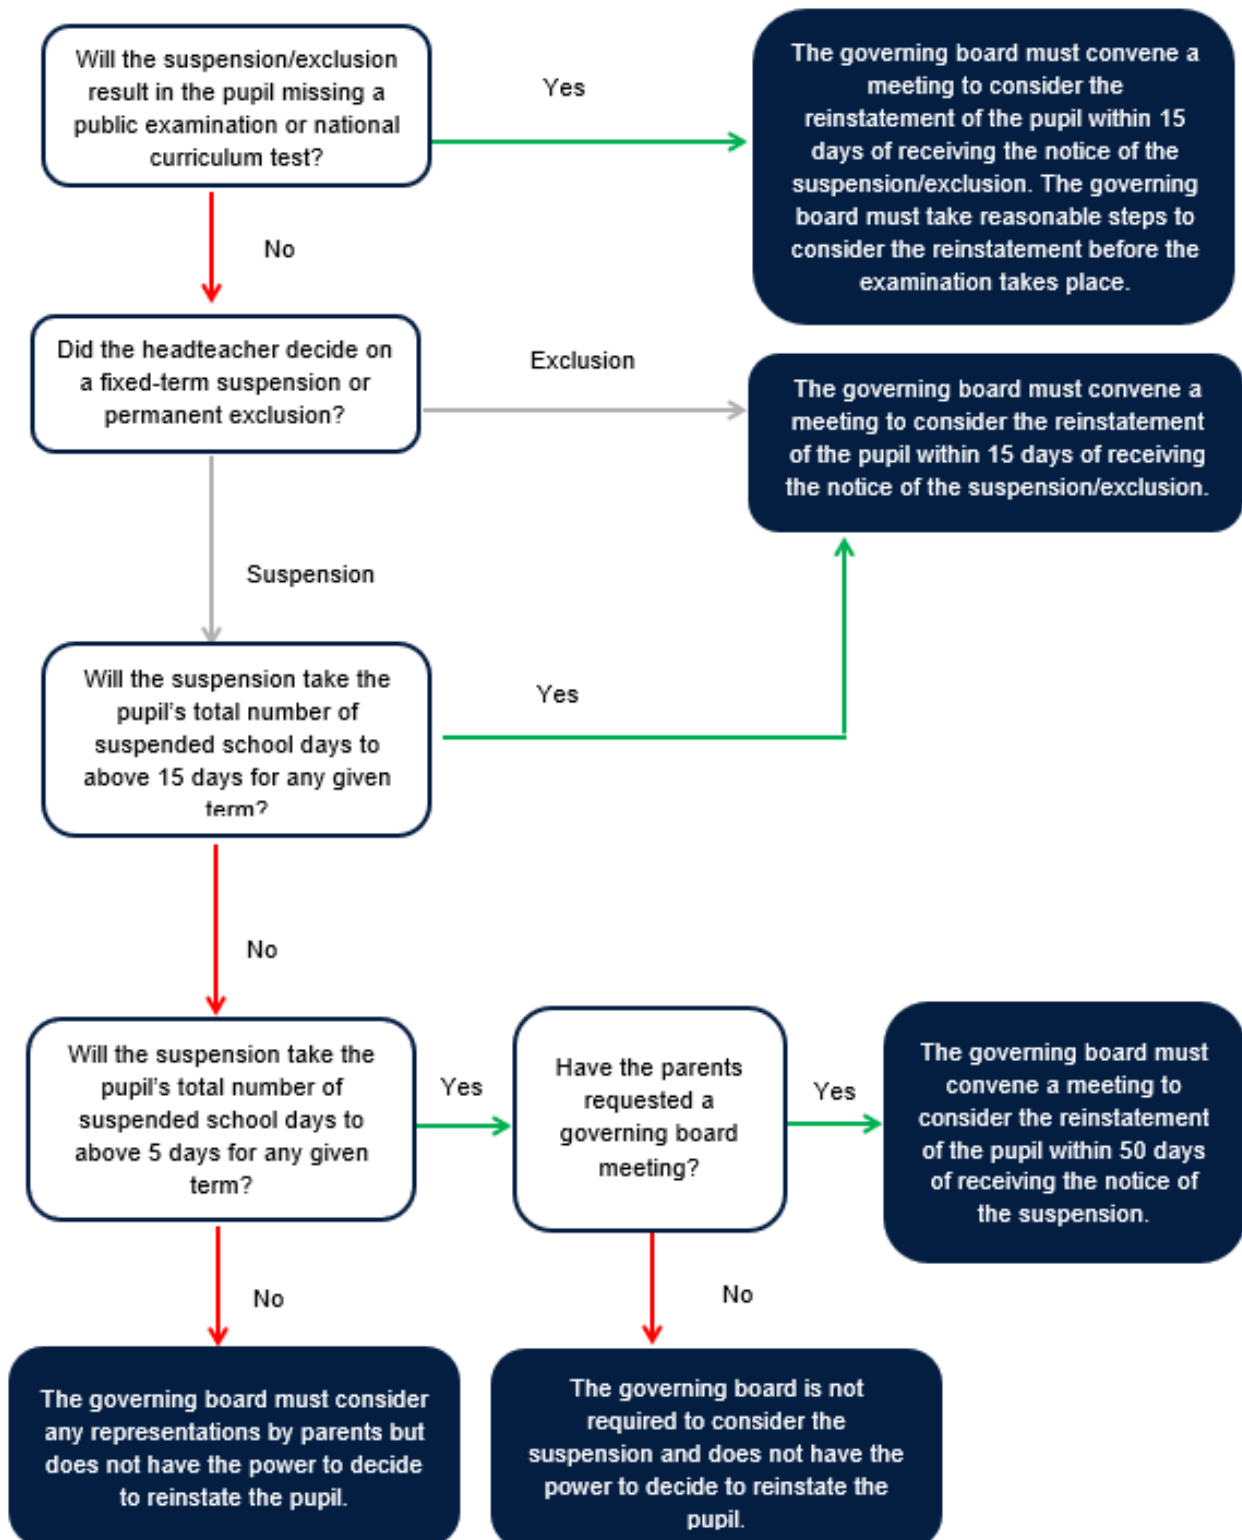 Will the suspension/exclusion
result in the pupil missing a
public examination or national
curriculum test?
Yes
The governing board must convene a
meeting to consider the
reinstatement of the pupil within 15
days of receiving the notice of the
suspension/exclusion. The governing
board must take reasonable steps to
consider the reinstatement before the
examination takes place.
No
Did the headteacher decide on
a fixed-term suspension or
permanent exclusion?
Exclusion
The governing board must convene a
meeting to consider the reinstatement
of the pupil within 15 days of receiving
the notice of the suspension/exclusion.
Suspension
Will the suspension take the
pupil's total number of
suspended school days to
above 15 days for any given
term?
Yes
No
Will the suspension take the
pupil's total number of
suspended school days to
above 5 days for any given
term?
Yes
Have the parents
requested a
governing board
meeting?
Yes
The governing board must
convene a meeting to
consider the reinstatement
of the pupil within 50 days
of receiving the notice of
the suspension.
No
No
The governing board must consider
any representations by parents but
does not have the power to decide
to reinstate the pupil.
The governing board is not
required to consider the
suspension and does not have the
power to decide to reinstate the
pupil.